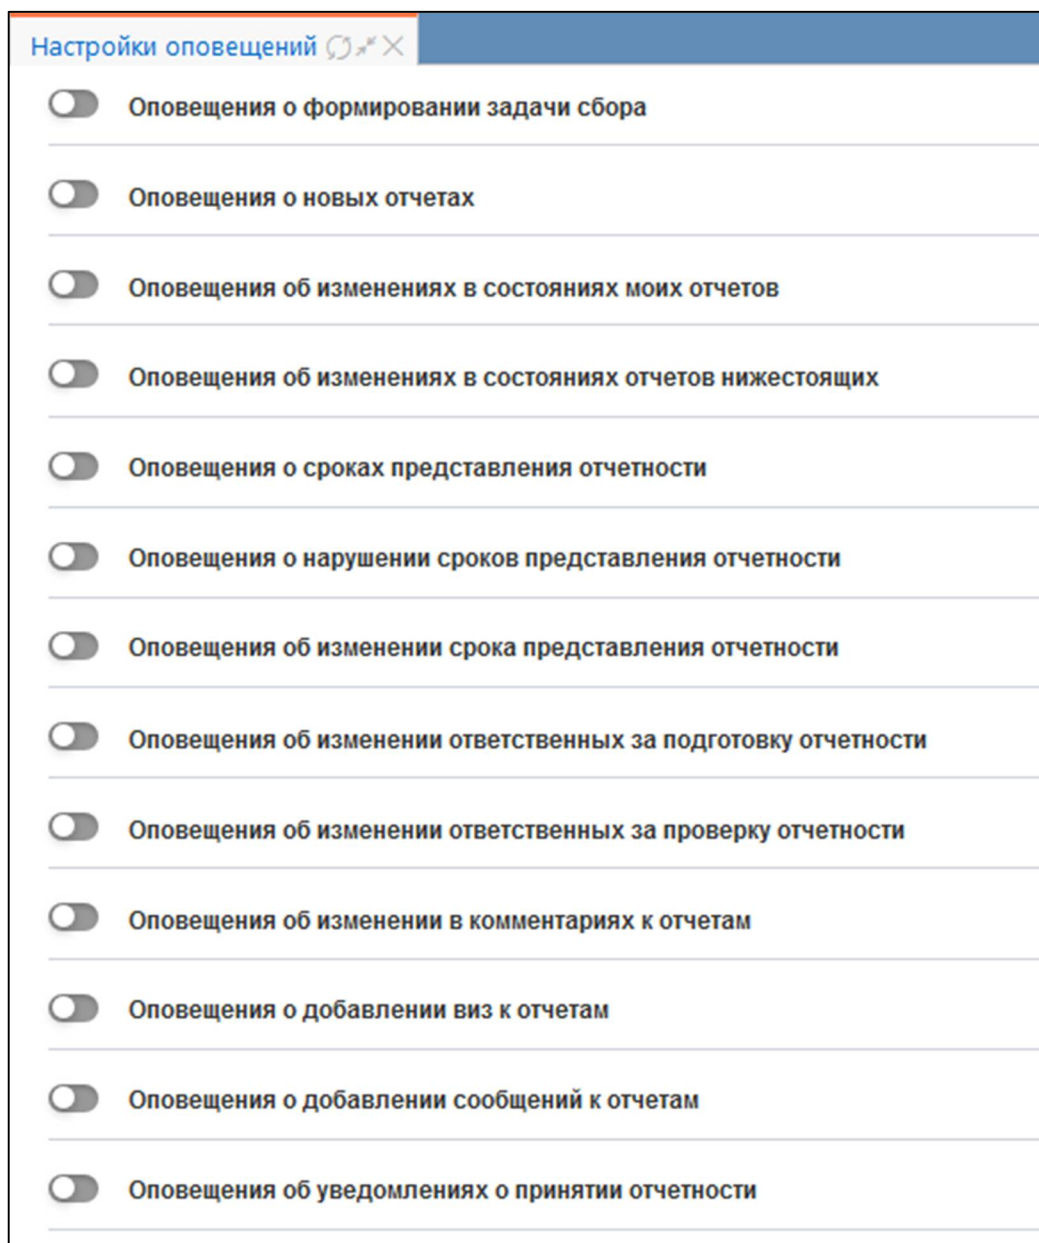 Настройки оповещений
Оповещения о формировании задачи сбора
Оповещения о новых отчетах
Оповещения об изменениях в состояниях моих отчетов
Оповещения об изменениях в состояниях отчетов нижестоящих
Оповещения о сроках представления отчетности
Оповещения о нарушении сроков представления отчетности
Оповещения об изменении срока представления отчетности
Оповещения об изменении ответственных за подготовку отчетности
Оповещения об изменении ответственных за проверку отчетности
Оповещения об изменении в комментариях к отчетам
Оповещения о добавлении виз к отчетам
Оповещения о добавлении сообщений к отчетам
Оповещения об уведомлениях о принятии отчетности